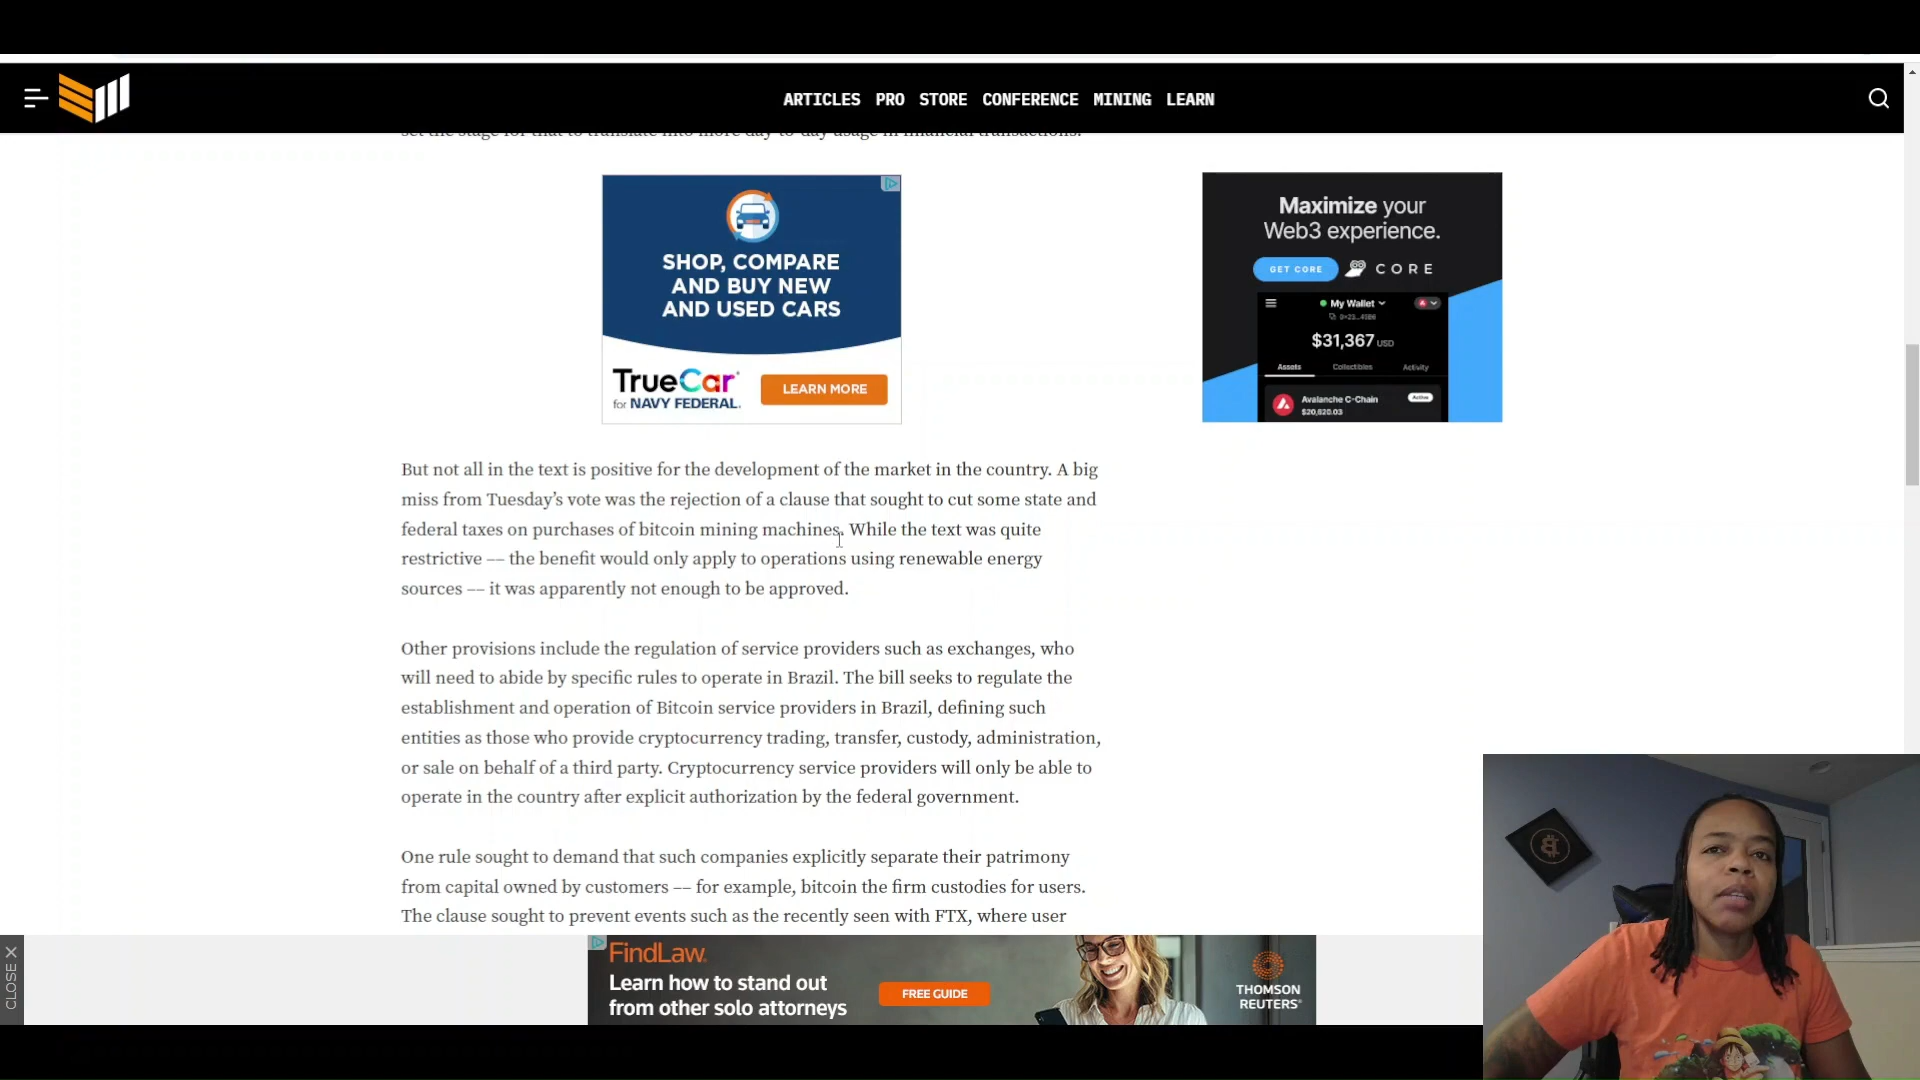 ARTICLES PRO STORE CONFERENCE MINING LEARN
set the stage for that to translate into more day-to-day usage in financial transactions.
SHOP, COMPARE
AND BUY NEW
AND USED CARS
TrueCar
for NAVY FEDERAL.
LEARN MORE
Maximize your
Web3 experience.
GET CORE
CORE
My Wallet
$31,367 USD
Assets Collectibles Activity
Avalanche C-Chain
Active
$20,620.03
But not all in the text is positive for the development of the market in the country. A big
miss from Tuesday’s vote was the rejection of a clause that sought to cut some state and
federal taxes on purchases of bitcoin mining machines. While the text was quite
restrictive –– the benefit would only apply to operations using renewable energy
sources –– it was apparently not enough to be approved.
Other provisions include the regulation of service providers such as exchanges, who
will need to abide by specific rules to operate in Brazil. The bill seeks to regulate the
establishment and operation of Bitcoin service providers in Brazil, defining such
entities as those who provide cryptocurrency trading, transfer, custody, administration,
or sale on behalf of a third party. Cryptocurrency service providers will only be able to
operate in the country after explicit authorization by the federal government.
One rule sought to demand that such companies explicitly separate their patrimony
from capital owned by customers –– for example, bitcoin the firm custodies for users.
The clause sought to prevent events such as the recently seen with FTX, where user
CLOSE X
FindLaw.
Learn how to stand out
from other solo attorneys
FREE GUIDE
THOMSON
REUTERS®